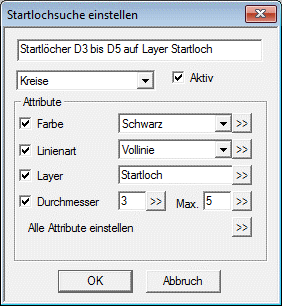 Startlochsuche einstellen
Startlöcher D3 bis D5 auf Layer Startloch
Kreise Aktiv
Attribute
Farbe Schwarz >>
Linienart Vollinie >>
Layer Startloch >>
Durchmesser 3 >> Max. 5 >>
Alle Attribute einstellen >>
OK Abbruch